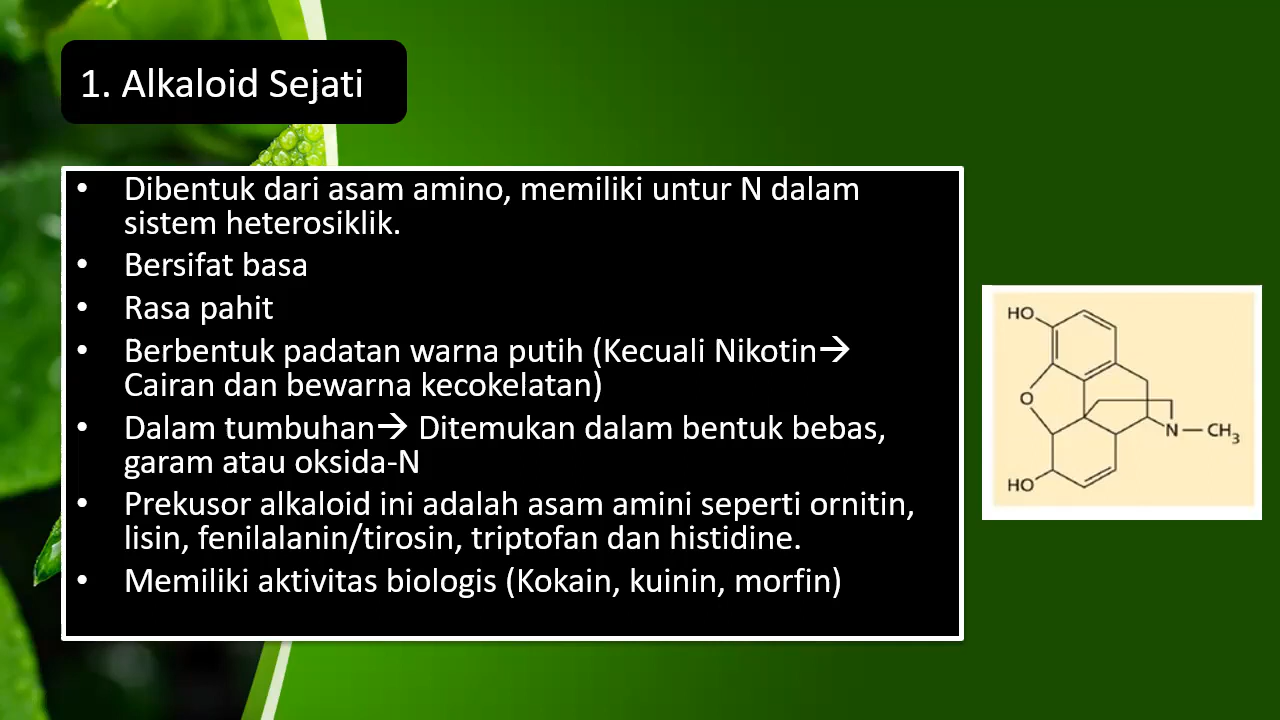 1. Alkaloid Sejati
• Dibentuk dari asam amino, memiliki untur N dalam
sistem heterosiklik.
• Bersifat basa
• Rasa pahit
• Berbentuk padatan warna putih (Kecuali Nikotin→
Cairan dan bewarna kecokelatan)
• Dalam tumbuhan→ Ditemukan dalam bentuk bebas,
garam atau oksida-N
• Prekusor alkaloid ini adalah asam amini seperti ornitin,
lisin, fenilalanin/tirosin, triptofan dan histidine.
• Memiliki aktivitas biologis (Kokain, kuinin, morfin)
HO
O
N — CH₃
HO